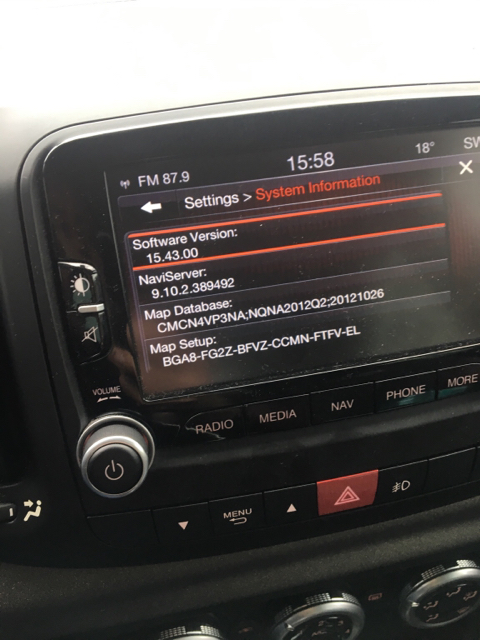 FM 87.9 15:58 18° SW
Settings > System Information
Software Version:
15.43.00
NaviServer:
9.10.2.389492
Map Database:
CMCN4VP3NA;NQNA2012Q2;20121026
Map Setup:
BGA8-FG2Z-BFVZ-CCMN-FTFV-EL
VOLUME
RADIO MEDIA NAV PHONE MORE
MENU